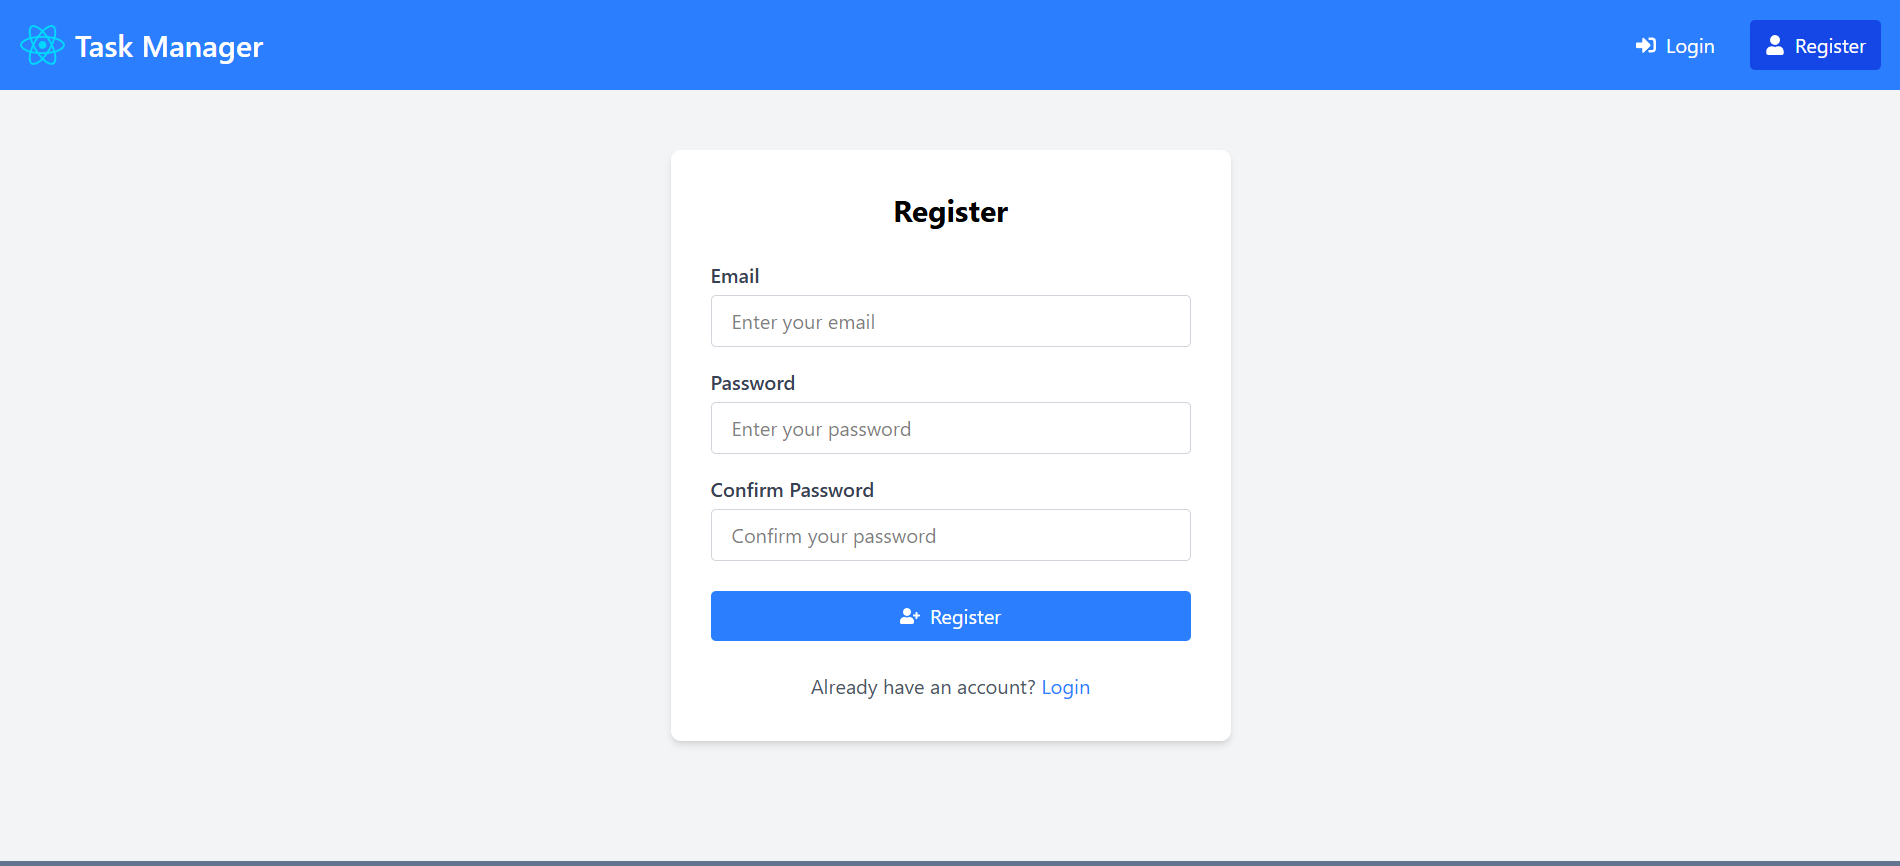 Task Manager
Login
Register
Register
Email
Enter your email
Password
Enter your password
Confirm Password
Confirm your password
Register
Already have an account? Login